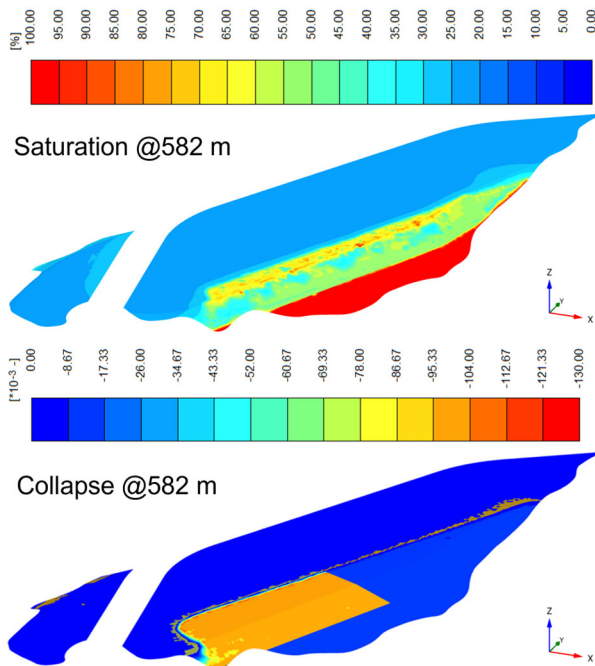 [%]
100.00 95.00 90.00 85.00 80.00 75.00 70.00 65.00 60.00 55.00 50.00 45.00 40.00 35.00 30.00 25.00 20.00 15.00 10.00 5.00 0.00
Saturation @582 m
Z
Y
X
[*10-3 -]
0.00 -8.67 -17.33 -26.00 -34.67 -43.33 -52.00 -60.67 -69.33 -78.00 -86.67 -95.33 -104.00 -112.67 -121.33 -130.00
Collapse @582 m
Z
Y
X